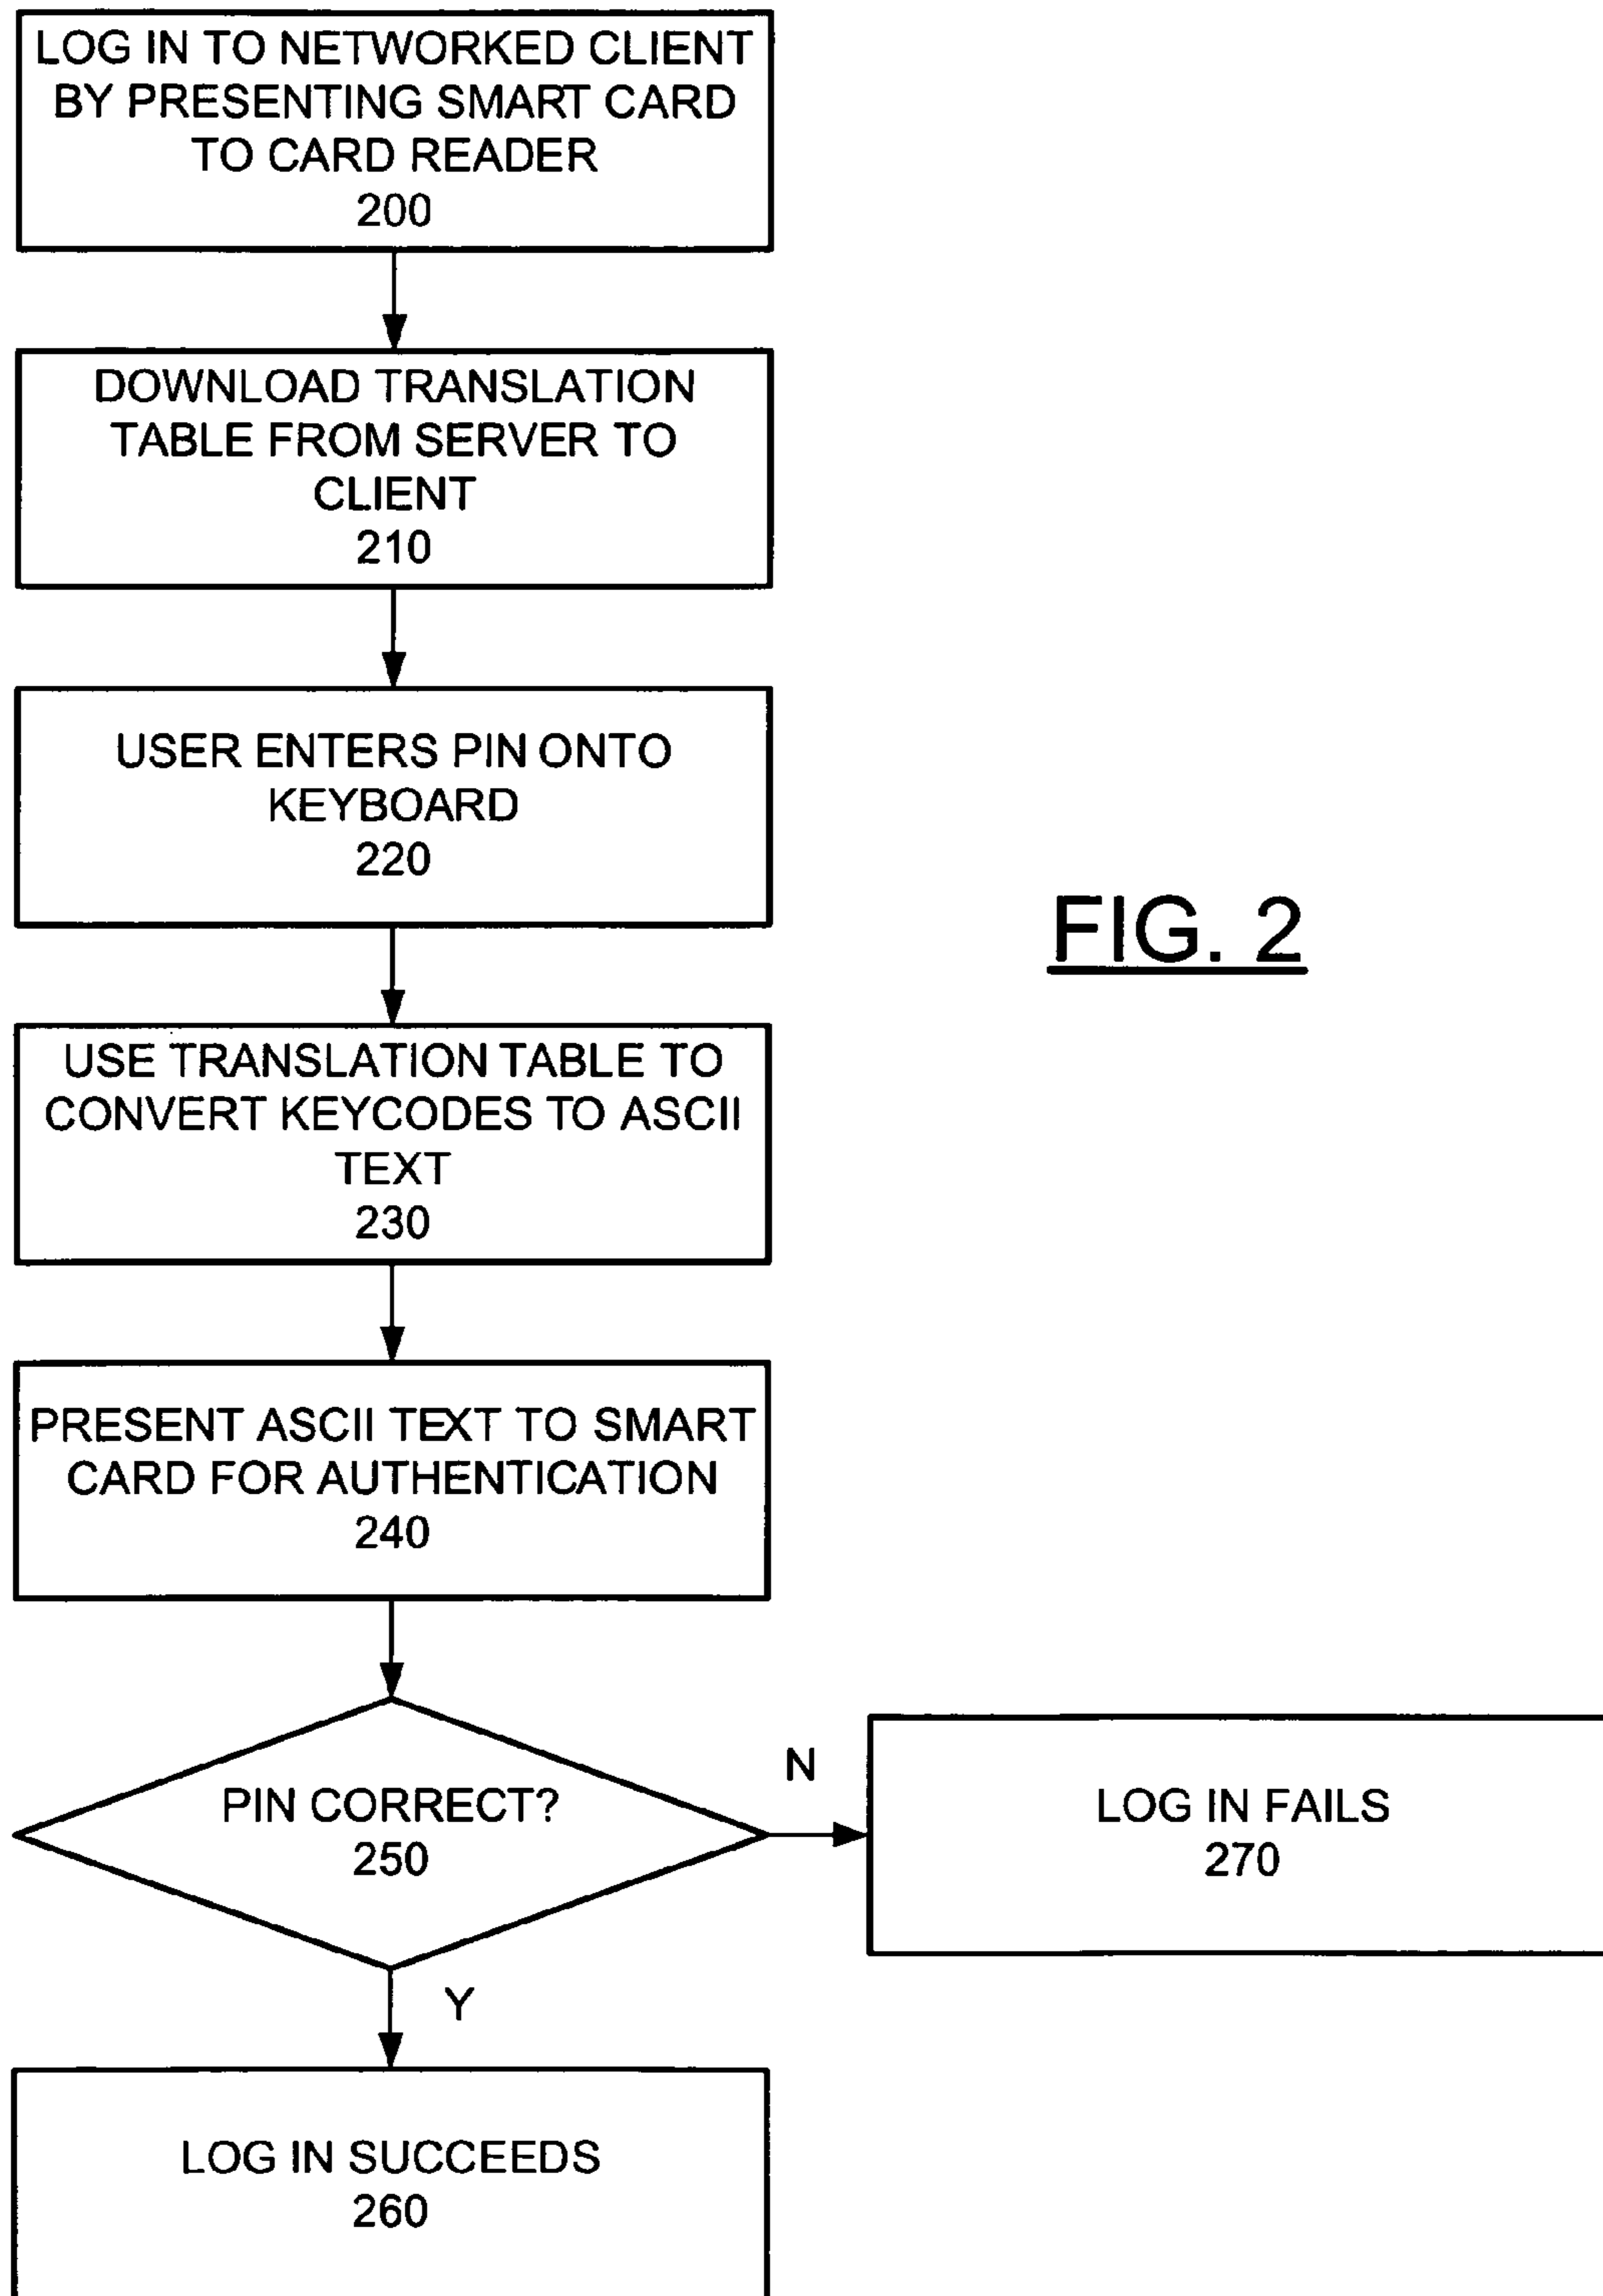 LOG IN TO NETWORKED CLIENT
BY PRESENTING SMART CARD
TO CARD READER
200
DOWNLOAD TRANSLATION
TABLE FROM SERVER TO
CLIENT
210
USER ENTERS PIN ONTO
KEYBOARD
220
FIG. 2
USE TRANSLATION TABLE TO
CONVERT KEYCODES TO ASCII
TEXT
230
PRESENT ASCII TEXT TO SMART
CARD FOR AUTHENTICATION
240
PIN CORRECT?
250
N
LOG IN FAILS
270
Y
LOG IN SUCCEEDS
260